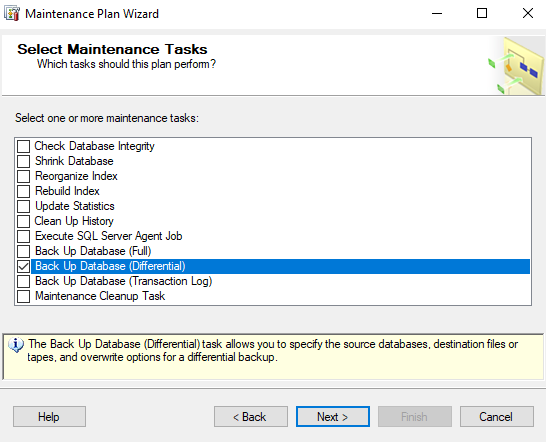 Maintenance Plan Wizard
Select Maintenance Tasks
Which tasks should this plan perform?
Select one or more maintenance tasks:
Check Database Integrity
Shrink Database
Reorganize Index
Rebuild Index
Update Statistics
Clean Up History
Execute SQL Server Agent Job
Back Up Database (Full)
Back Up Database (Differential)
Back Up Database (Transaction Log)
Maintenance Cleanup Task
The Back Up Database (Differential) task allows you to specify the source databases, destination files or
tapes, and overwrite options for a differential backup.
Help
< Back
Next >
Finish
Cancel